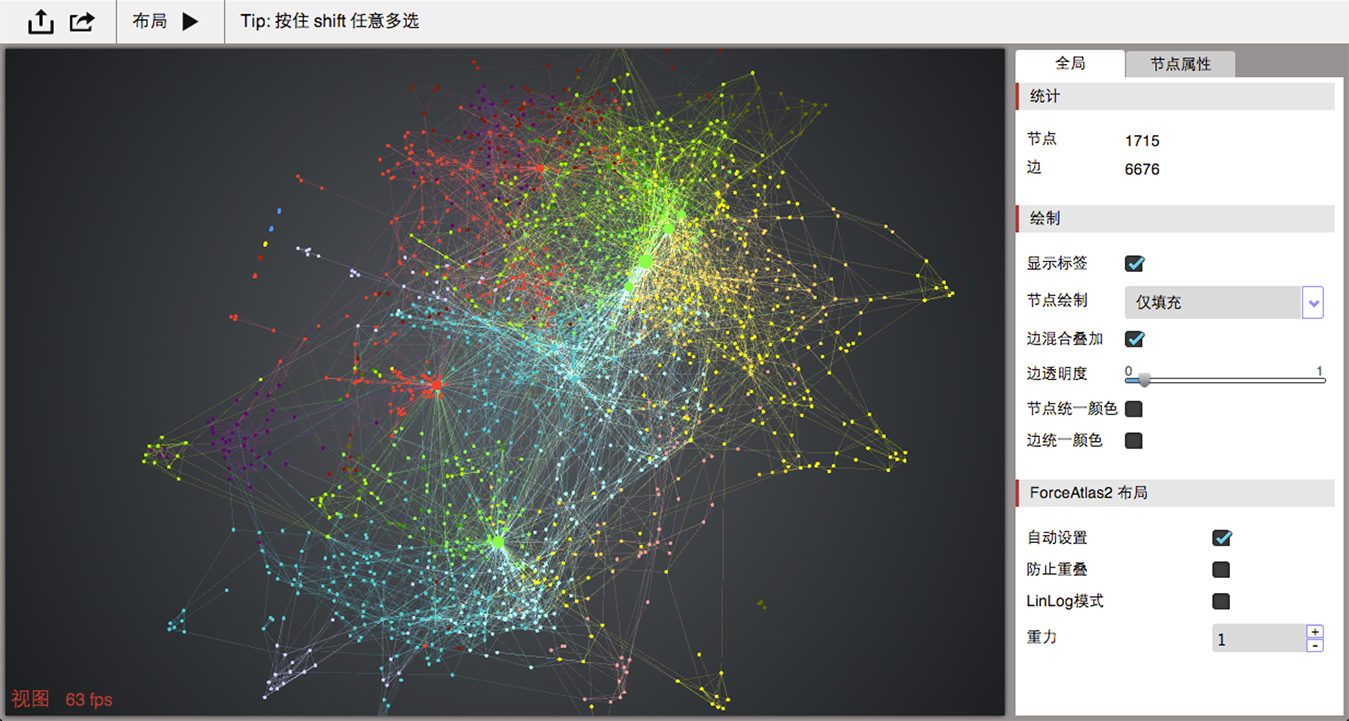 布局
Tip: 按住 shift 任意多选
全局
节点属性
统计
节点 1715
边 6676
绘制
显示标签
节点绘制 仅填充
边混合叠加
边透明度 0 1
节点统一颜色
边统一颜色
ForceAtlas2 布局
自动设置
防止重叠
LinLog模式
重力 1 + -
视图 63 fps